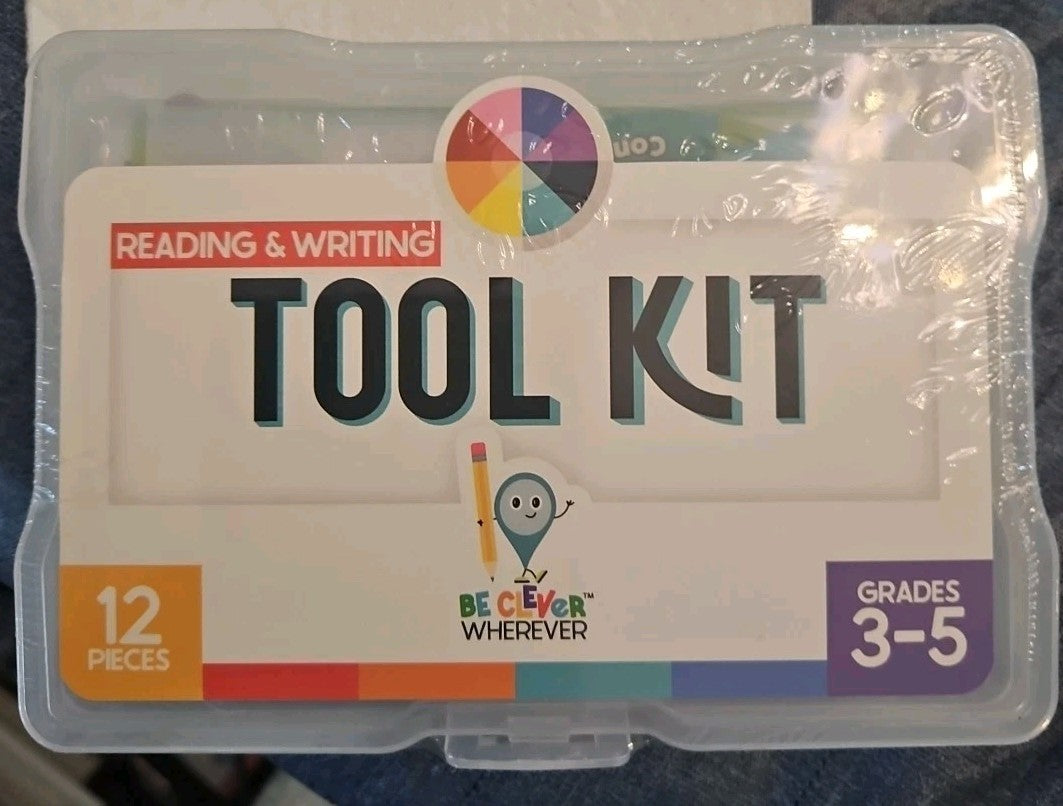 READING & WRITING
TOOL KIT
BE CLEVER™
WHEREVER
12
PIECES
GRADES
3-5